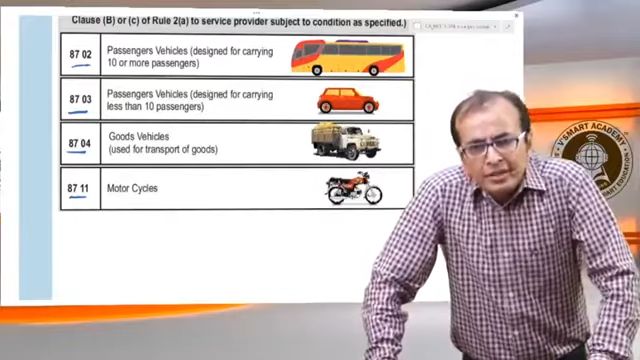 Clause (B) or (c) of Rule 2(a) to service provider subject to condition as specified.)
87 02
Passengers Vehicles (designed for carrying
10 or more passengers)
87 03
Passengers Vehicles (designed for carrying
less than 10 passengers)
87 04
Goods Vehicles
(used for transport of goods)
87 11
Motor Cycles
V'SMART ACADEMY
SMART EDUCATION